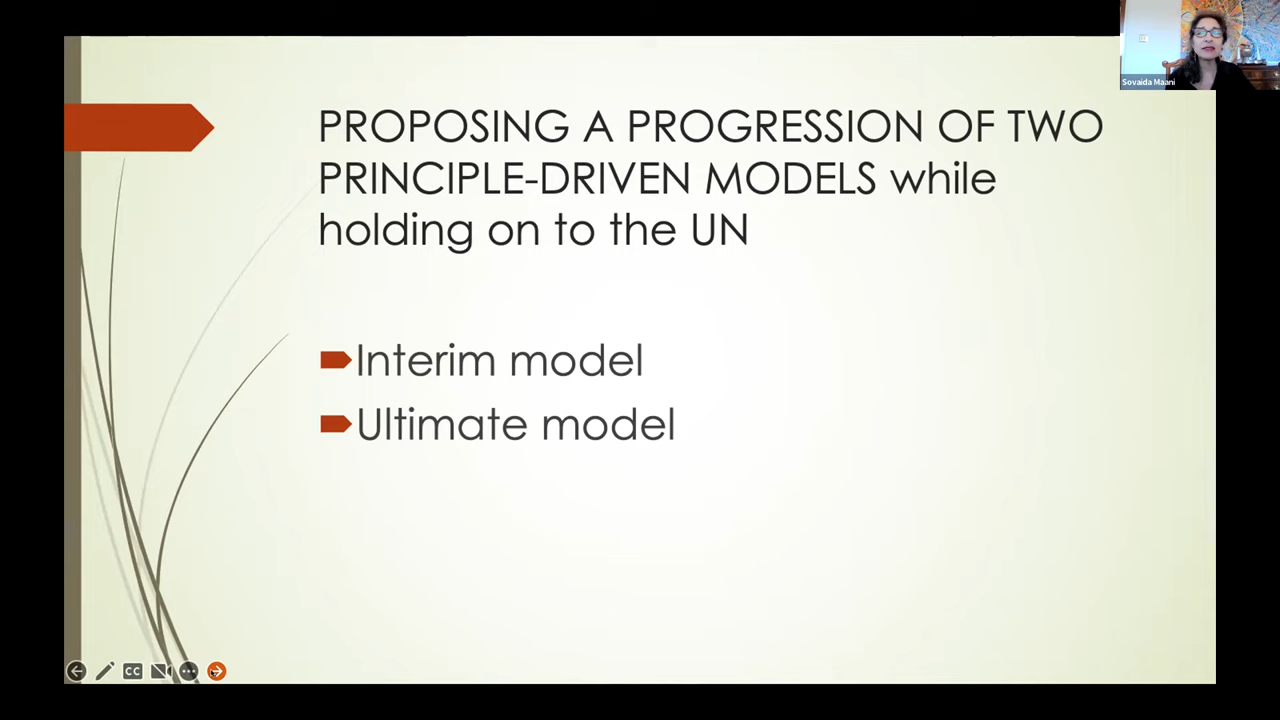 Sovaida Maani
PROPOSING A PROGRESSION OF TWO
PRINCIPLE-DRIVEN MODELS while
holding on to the UN
Interim model
Ultimate model
CC